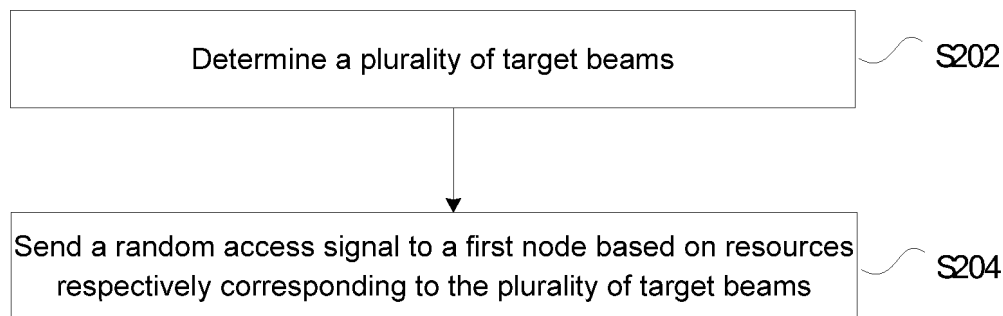 Determine a plurality of target beams
S202
Send a random access signal to a first node based on resources
respectively corresponding to the plurality of target beams
S204